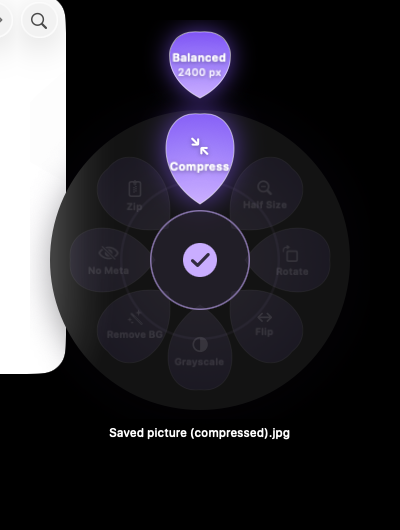 Balanced
2400 px
Compress
Zip
Half Size
No Meta
Rotate
Remove BG
Flip
Grayscale
Saved picture (compressed).jpg